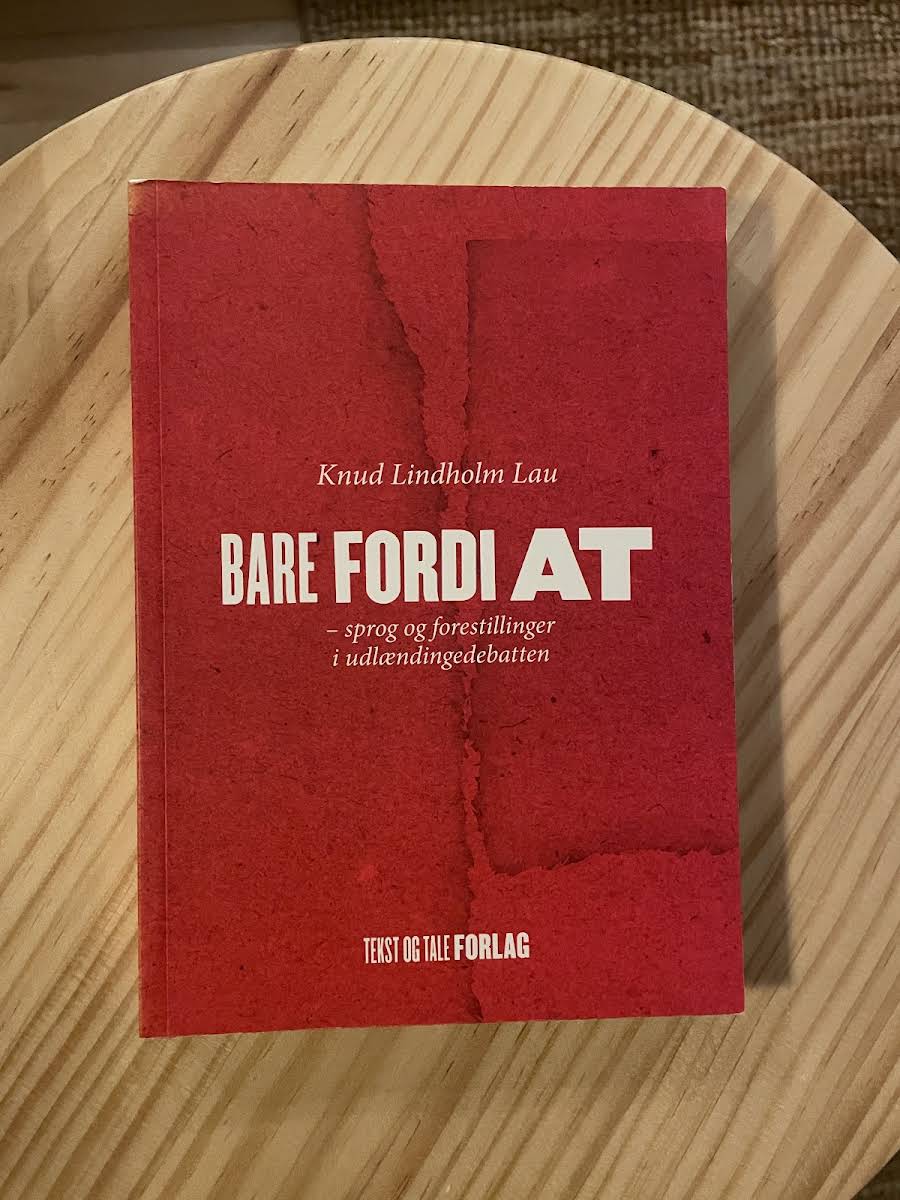 Knud Lindholm Lau
BARE FORDI AT
– sprog og forestillinger
i udlændingedebatten
TEKST OG TALE FORLAG